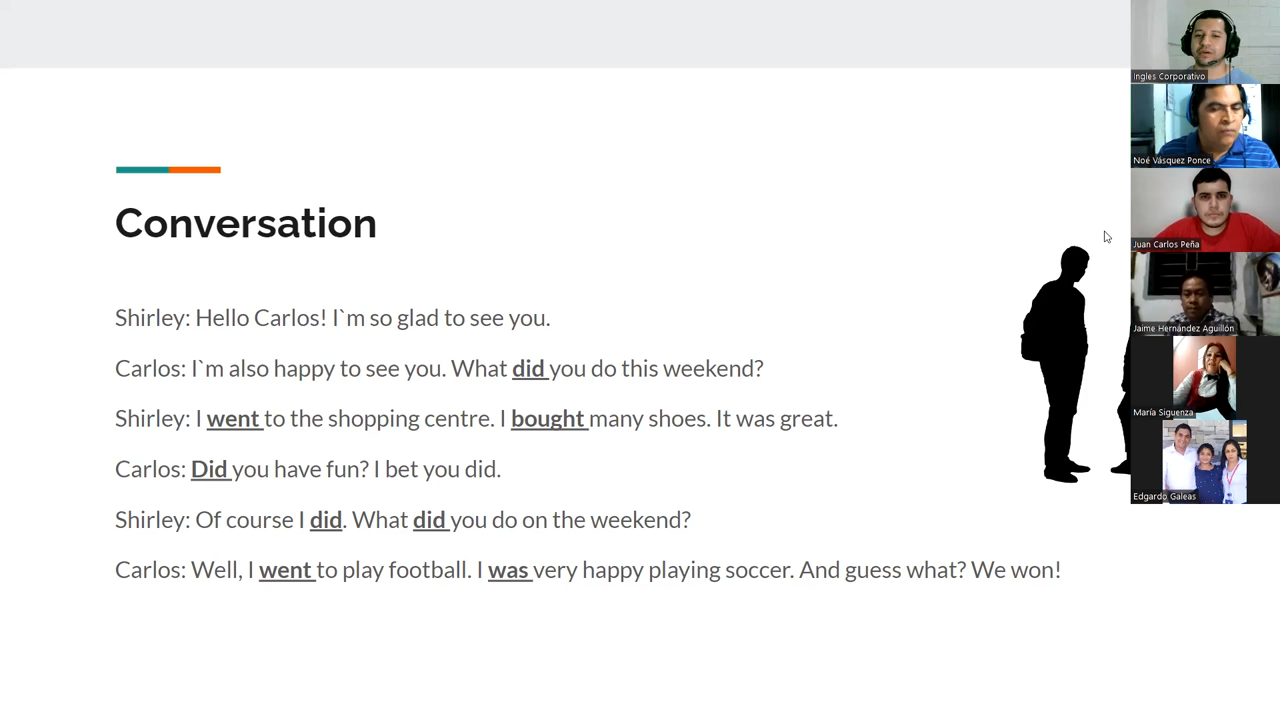 Conversation
Shirley: Hello Carlos! I`m so glad to see you.
Carlos: I`m also happy to see you. What did you do this weekend?
Shirley: I went to the shopping centre. I bought many shoes. It was great.
Carlos: Did you have fun? I bet you did.
Shirley: Of course I did. What did you do on the weekend?
Carlos: Well, I went to play football. I was very happy playing soccer. And guess what? We won!
Ingles Corporativo
Noé Vásquez Ponce
Juan Carlos Peña
Jaime Hernández Aguillón
María Siguenza
Edgardo Galeas